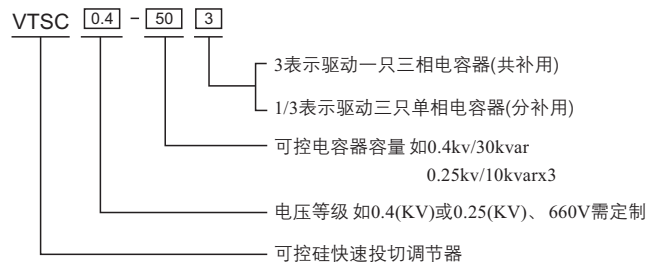 VTSC 0.4 - 50 3
3表示驱动一只三相电容器(共补用)
1/3表示驱动三只单相电容器(分补用)
可控电容器容量 如0.4kv/30kvar
0.25kv/10kvarx3
电压等级 如0.4(KV)或0.25(KV)、 660V需定制
可控硅快速投切调节器